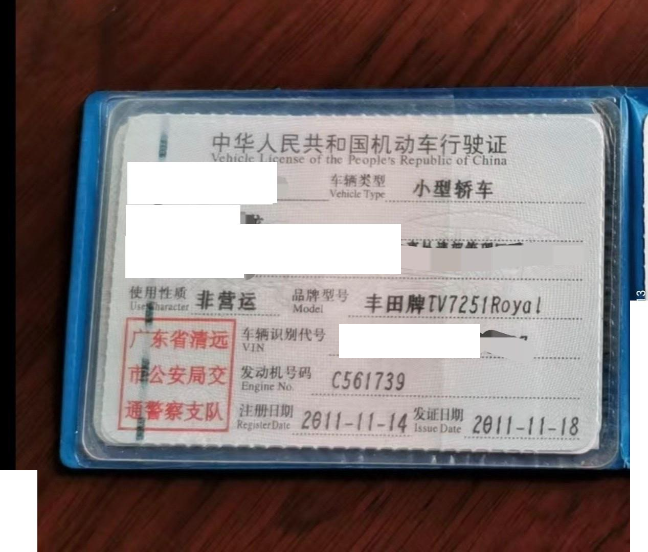 中华人民共和国机动车行驶证
Vehicle License of the People's Republic of China
车辆类型 小型轿车
Vehicle Type
使用性质 非营运 品牌型号 丰田牌TV7251Royal
Use Character Model
广东省清远
市公安局交
通警察支队
车辆识别代号
VIN
发动机号码 C561739
Engine No.
注册日期 2011-11-14 发证日期 2011-11-18
Register Date Issue Date